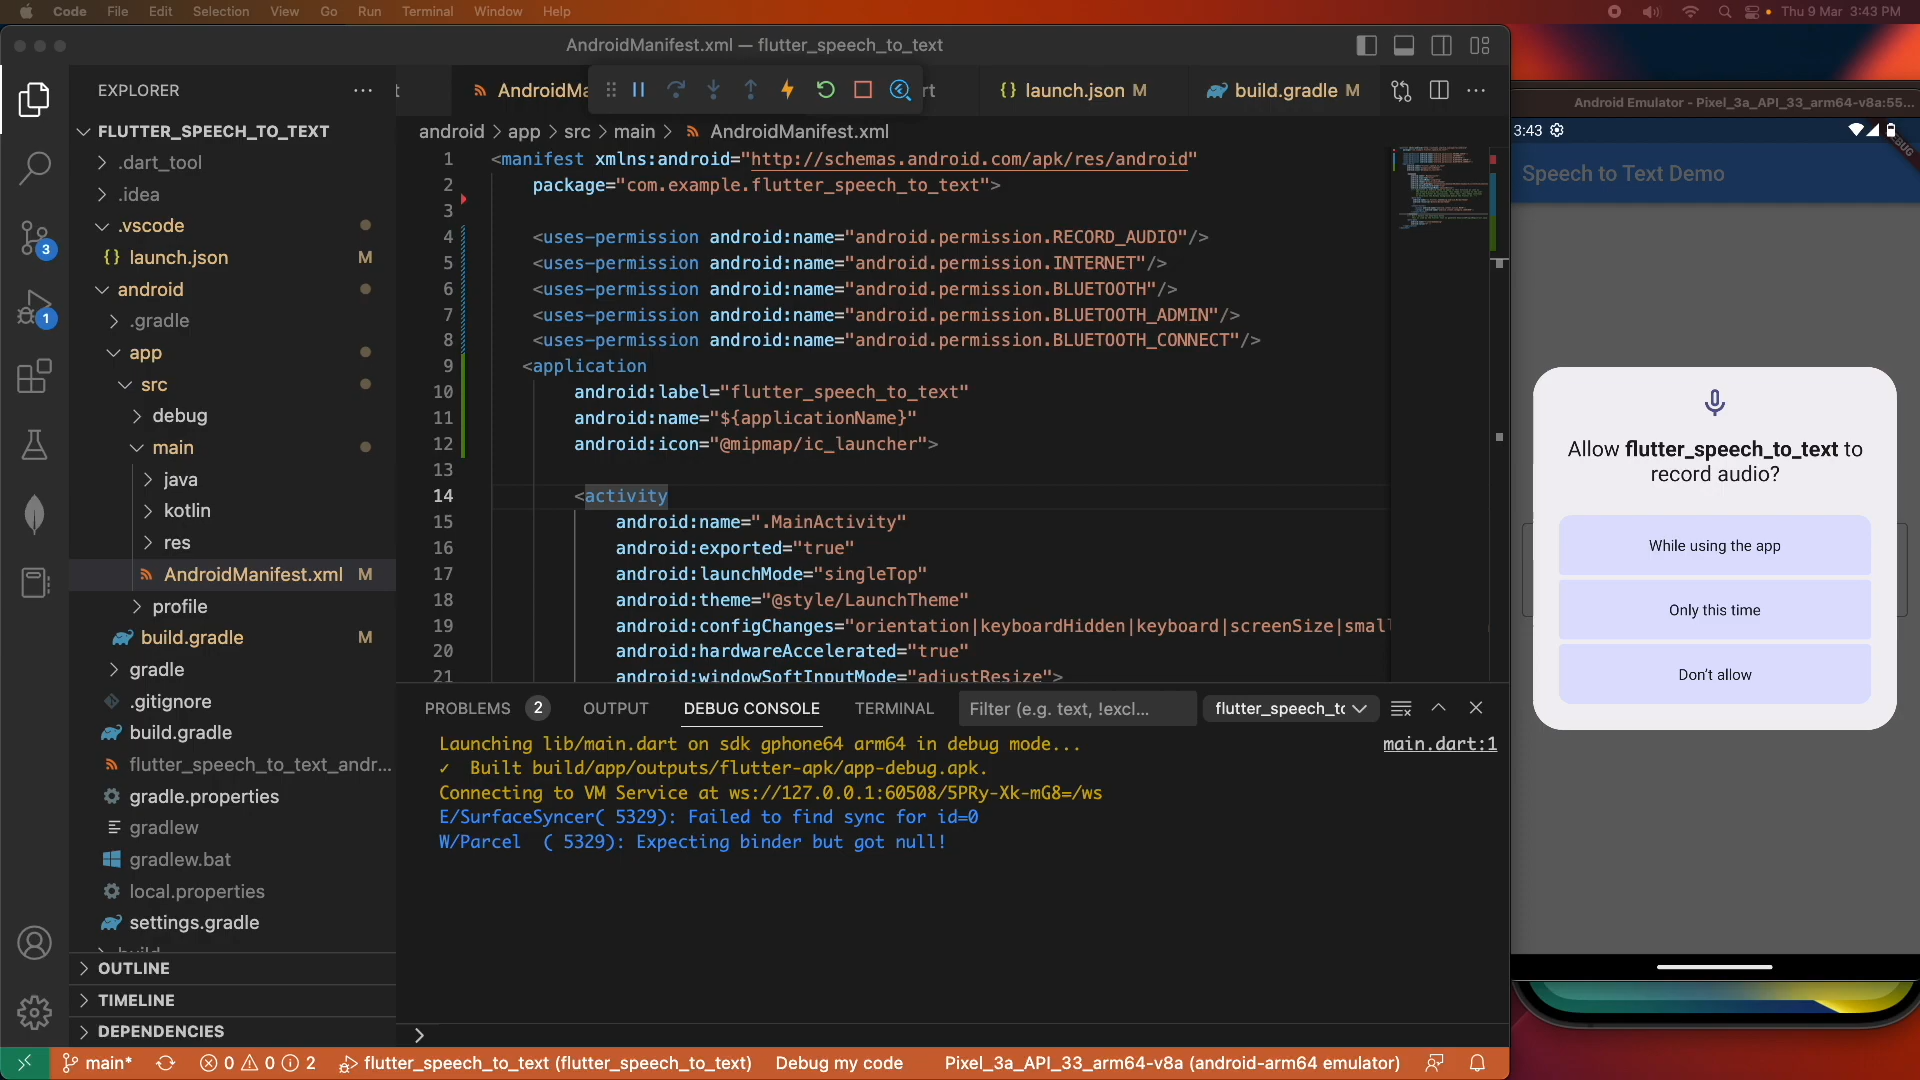 Code File Edit Selection View Go Run Terminal Window Help
Thu 9 Mar 3:43 PM
AndroidManifest.xml — flutter_speech_to_text
EXPLORER
FLUTTER_SPEECH_TO_TEXT
.dart_tool
.idea
.vscode
{} launch.json M
android
.gradle
app
src
debug
main
java
kotlin
res
AndroidManifest.xml M
profile
build.gradle M
gradle
.gitignore
build.gradle
flutter_speech_to_text_andr...
gradle.properties
gradlew
gradlew.bat
local.properties
settings.gradle
OUTLINE
TIMELINE
DEPENDENCIES
3
1
t
AndroidMa
rt
{} launch.json M
build.gradle M
android > app > src > main > AndroidManifest.xml
1 <manifest xmlns:android="http://schemas.android.com/apk/res/android"
2 package="com.example.flutter_speech_to_text">
3
4 <uses-permission android:name="android.permission.RECORD_AUDIO"/>
5 <uses-permission android:name="android.permission.INTERNET"/>
6 <uses-permission android:name="android.permission.BLUETOOTH"/>
7 <uses-permission android:name="android.permission.BLUETOOTH_ADMIN"/>
8 <uses-permission android:name="android.permission.BLUETOOTH_CONNECT"/>
9 <application
10 android:label="flutter_speech_to_text"
11 android:name="${applicationName}"
12 android:icon="@mipmap/ic_launcher">
13
14 <activity
15 android:name=".MainActivity"
16 android:exported="true"
17 android:launchMode="singleTop"
18 android:theme="@style/LaunchTheme"
19 android:configChanges="orientation|keyboardHidden|keyboard|screenSize|smal
20 android:hardwareAccelerated="true"
21 android:windowSoftInputMode="adjustResize">
PROBLEMS 2 OUTPUT DEBUG CONSOLE TERMINAL Filter (e.g. text, !excl... flutter_speech_tc
Launching lib/main.dart on sdk gphone64 arm64 in debug mode... main.dart:1
✓ Built build/app/outputs/flutter-apk/app-debug.apk.
Connecting to VM Service at ws://127.0.0.1:60508/5PRy-Xk-mG8=/ws
E/SurfaceSyncer( 5329): Failed to find sync for id=0
W/Parcel ( 5329): Expecting binder but got null!
>
main* 0 0 2 flutter_speech_to_text (flutter_speech_to_text) Debug my code Pixel_3a_API_33_arm64-v8a (android-arm64 emulator)
Android Emulator - Pixel_3a_API_33_arm64-v8a:55...
3:43
Speech to Text Demo
Allow flutter_speech_to_text to
record audio?
While using the app
Only this time
Don't allow